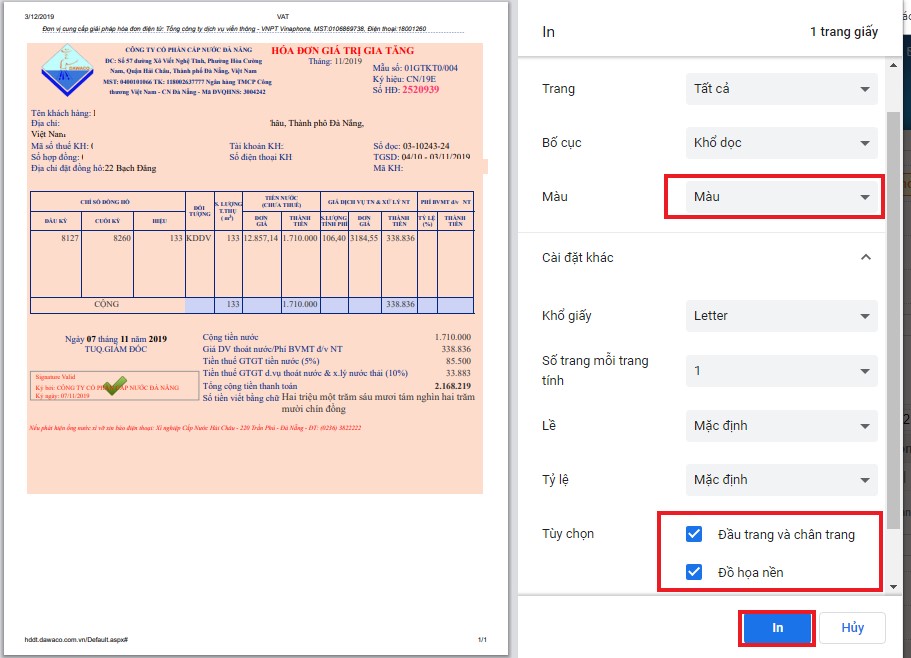 3/12/2019 VAT
Đơn vị cung cấp giải pháp hóa đơn điện tử: Tổng công ty dịch vụ viễn thông - VNPT Vinaphone, MST:0106869738, Điện thoại:18001260
DAWACO
CÔNG TY CỔ PHẦN CẤP NƯỚC ĐÀ NẴNG
ĐC: Số 57 đường Xô Viết Nghệ Tĩnh, Phường Hòa Cường
Nam, Quận Hải Châu, Thành phố Đà Nẵng, Việt Nam
MST: 0400101066 TK: 118002637777 Ngân hàng TMCP Công
thương Việt Nam - CN Đà Nẵng - Mã ĐVQHNS: 3004242
HÓA ĐƠN GIÁ TRỊ GIA TĂNG
Tháng: 11/2019
Mẫu số: 01GTKT0/004
Ký hiệu: CN/19E
Số HĐ: 2520939
Tên khách hàng:
Địa chỉ: Châu, Thành phố Đà Nẵng,
Việt Nam
Mã số thuế KH: Tài khoản KH: Số đọc: 03-10243-24
Số hợp đồng: Số điện thoại KH TGSD: 04/10 - 03/11/2019
Địa chỉ đặt đồng hồ:22 Bạch Đằng Mã KH:
CHỈ SỐ ĐỒNG HỒ ĐỐI TƯỢNG S. LƯỢNG T.THỤ ( m³) TIỀN NƯỚC (CHƯA THUẾ) GIÁ DỊCH VỤ TN & XỬ LÝ NT PHÍ BVMT đ/v NT
ĐẦU KỲ CUỐI KỲ HIỆU ĐƠN GIÁ THÀNH TIỀN S.LƯỢNG TÍNH PHÍ ĐƠN GIÁ THÀNH TIỀN TỶ LỆ (%) THÀNH TIỀN
8127 8260 133 KDDV 133 12.857,14 1.710.000 106,40 3184,55 338.836
CỘNG 133 1.710.000 338.836
Ngày 07 tháng 11 năm 2019
TUQ.GIÁM ĐỐC
Signature Valid
Ký bởi: CÔNG TY CỔ PHẦN CẤP NƯỚC ĐÀ NẴNG
Ký ngày: 07/11/2019
Cộng tiền nước 1.710.000
Giá DV thoát nước/Phí BVMT đ/v NT 338.836
Tiền thuế GTGT tiền nước (5%) 85.500
Tiền thuế GTGT d.vụ thoát nước & x.lý nước thải (10%) 33.883
Tổng cộng tiền thanh toán 2.168.219
Số tiền viết bằng chữ Hai triệu một trăm sáu mươi tám nghìn hai trăm
mười chín đồng
Nếu phát hiện ống nước xì vỡ xin báo điện thoại: Xí nghiệp Cấp Nước Hải Châu - 220 Trần Phú - Đà Nẵng - ĐT: (0236) 3822222
hddt.dawaco.com.vn/Default.aspx# 1/1
In 1 trang giấy
Trang Tất cả
Bố cục Khổ dọc
Màu Màu
Cài đặt khác
Khổ giấy Letter
Số trang mỗi trang
tính 1
Lề Mặc định
Tỷ lệ Mặc định
Tùy chọn Đầu trang và chân trang
Đồ họa nền
In Hủy